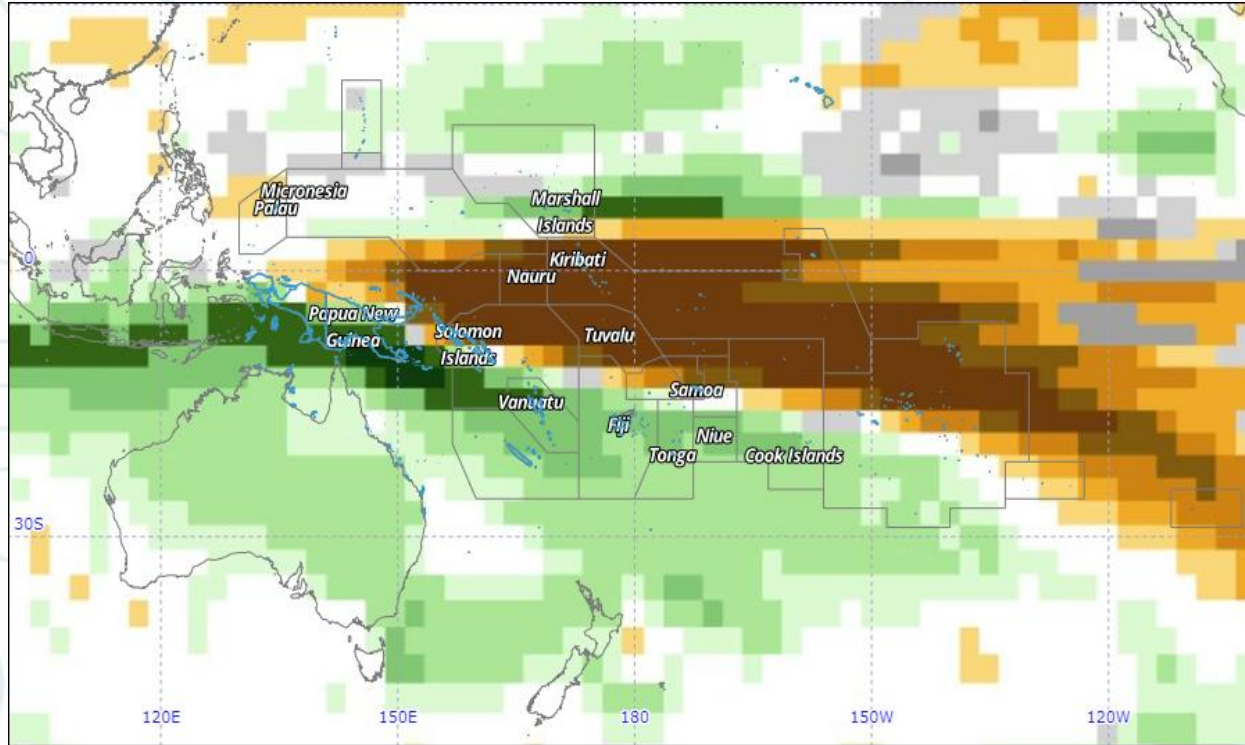 Micronesia
Palau
Marshall
Islands
0
Kiribati
Nauru
Papua New
Guinea
Solomon
Islands
Tuvalu
Samoa
Vanuatu
Fiji
Niue
Tonga
Cook Islands
30S
120E
150E
180
150W
120W